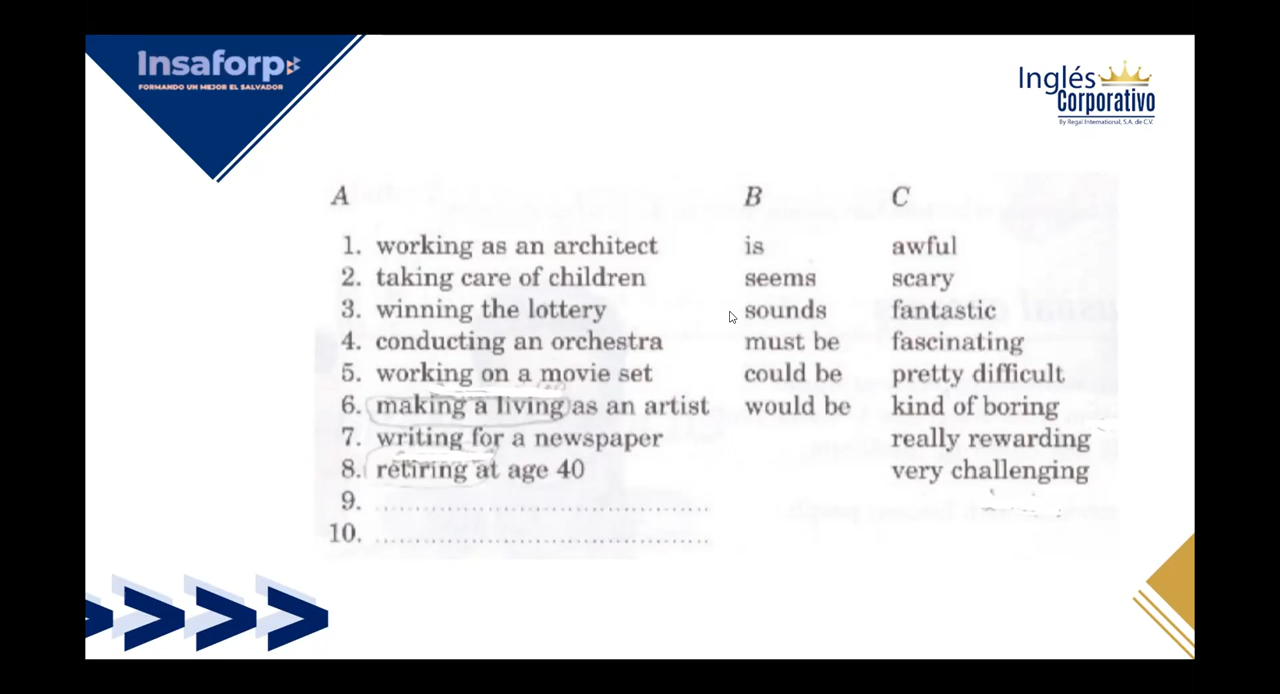 Insaforp
FORMANDO UN MEJOR EL SALVADOR
Inglés
Corporativo
By Regal International, S.A. de C.V.
A B C
1. working as an architect is awful
2. taking care of children seems scary
3. winning the lottery sounds fantastic
4. conducting an orchestra must be fascinating
5. working on a movie set could be pretty difficult
6. making a living as an artist would be kind of boring
7. writing for a newspaper really rewarding
8. retiring at age 40 very challenging
9. ........................................
10. ........................................